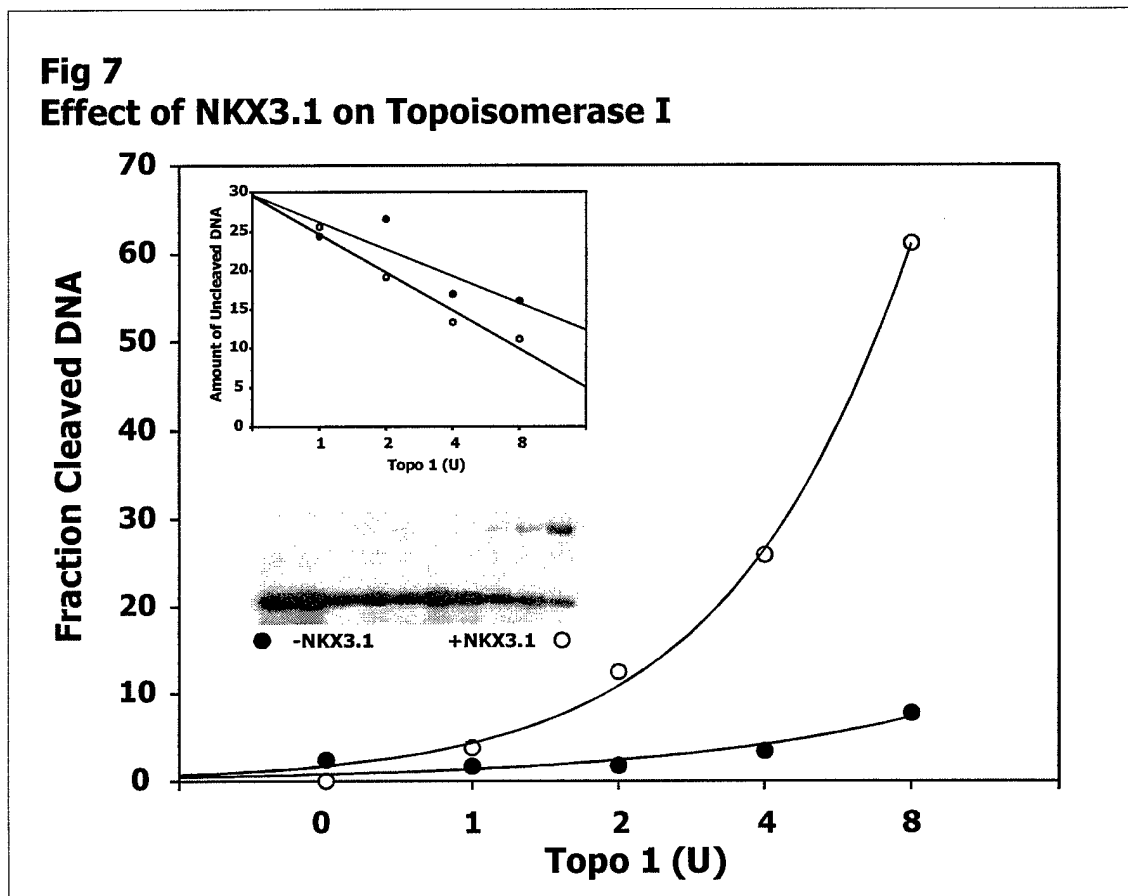 Fig 7
Effect of NKX3.1 on Topoisomerase I
Fraction Cleaved DNA
70
60
50
40
30
20
10
0
Amount of Uncleaved DNA
30
25
20
15
10
5
0
1 2 4 8
Topo 1 (U)
-NKX3.1 +NKX3.1
0 1 2 4 8
Topo 1 (U)